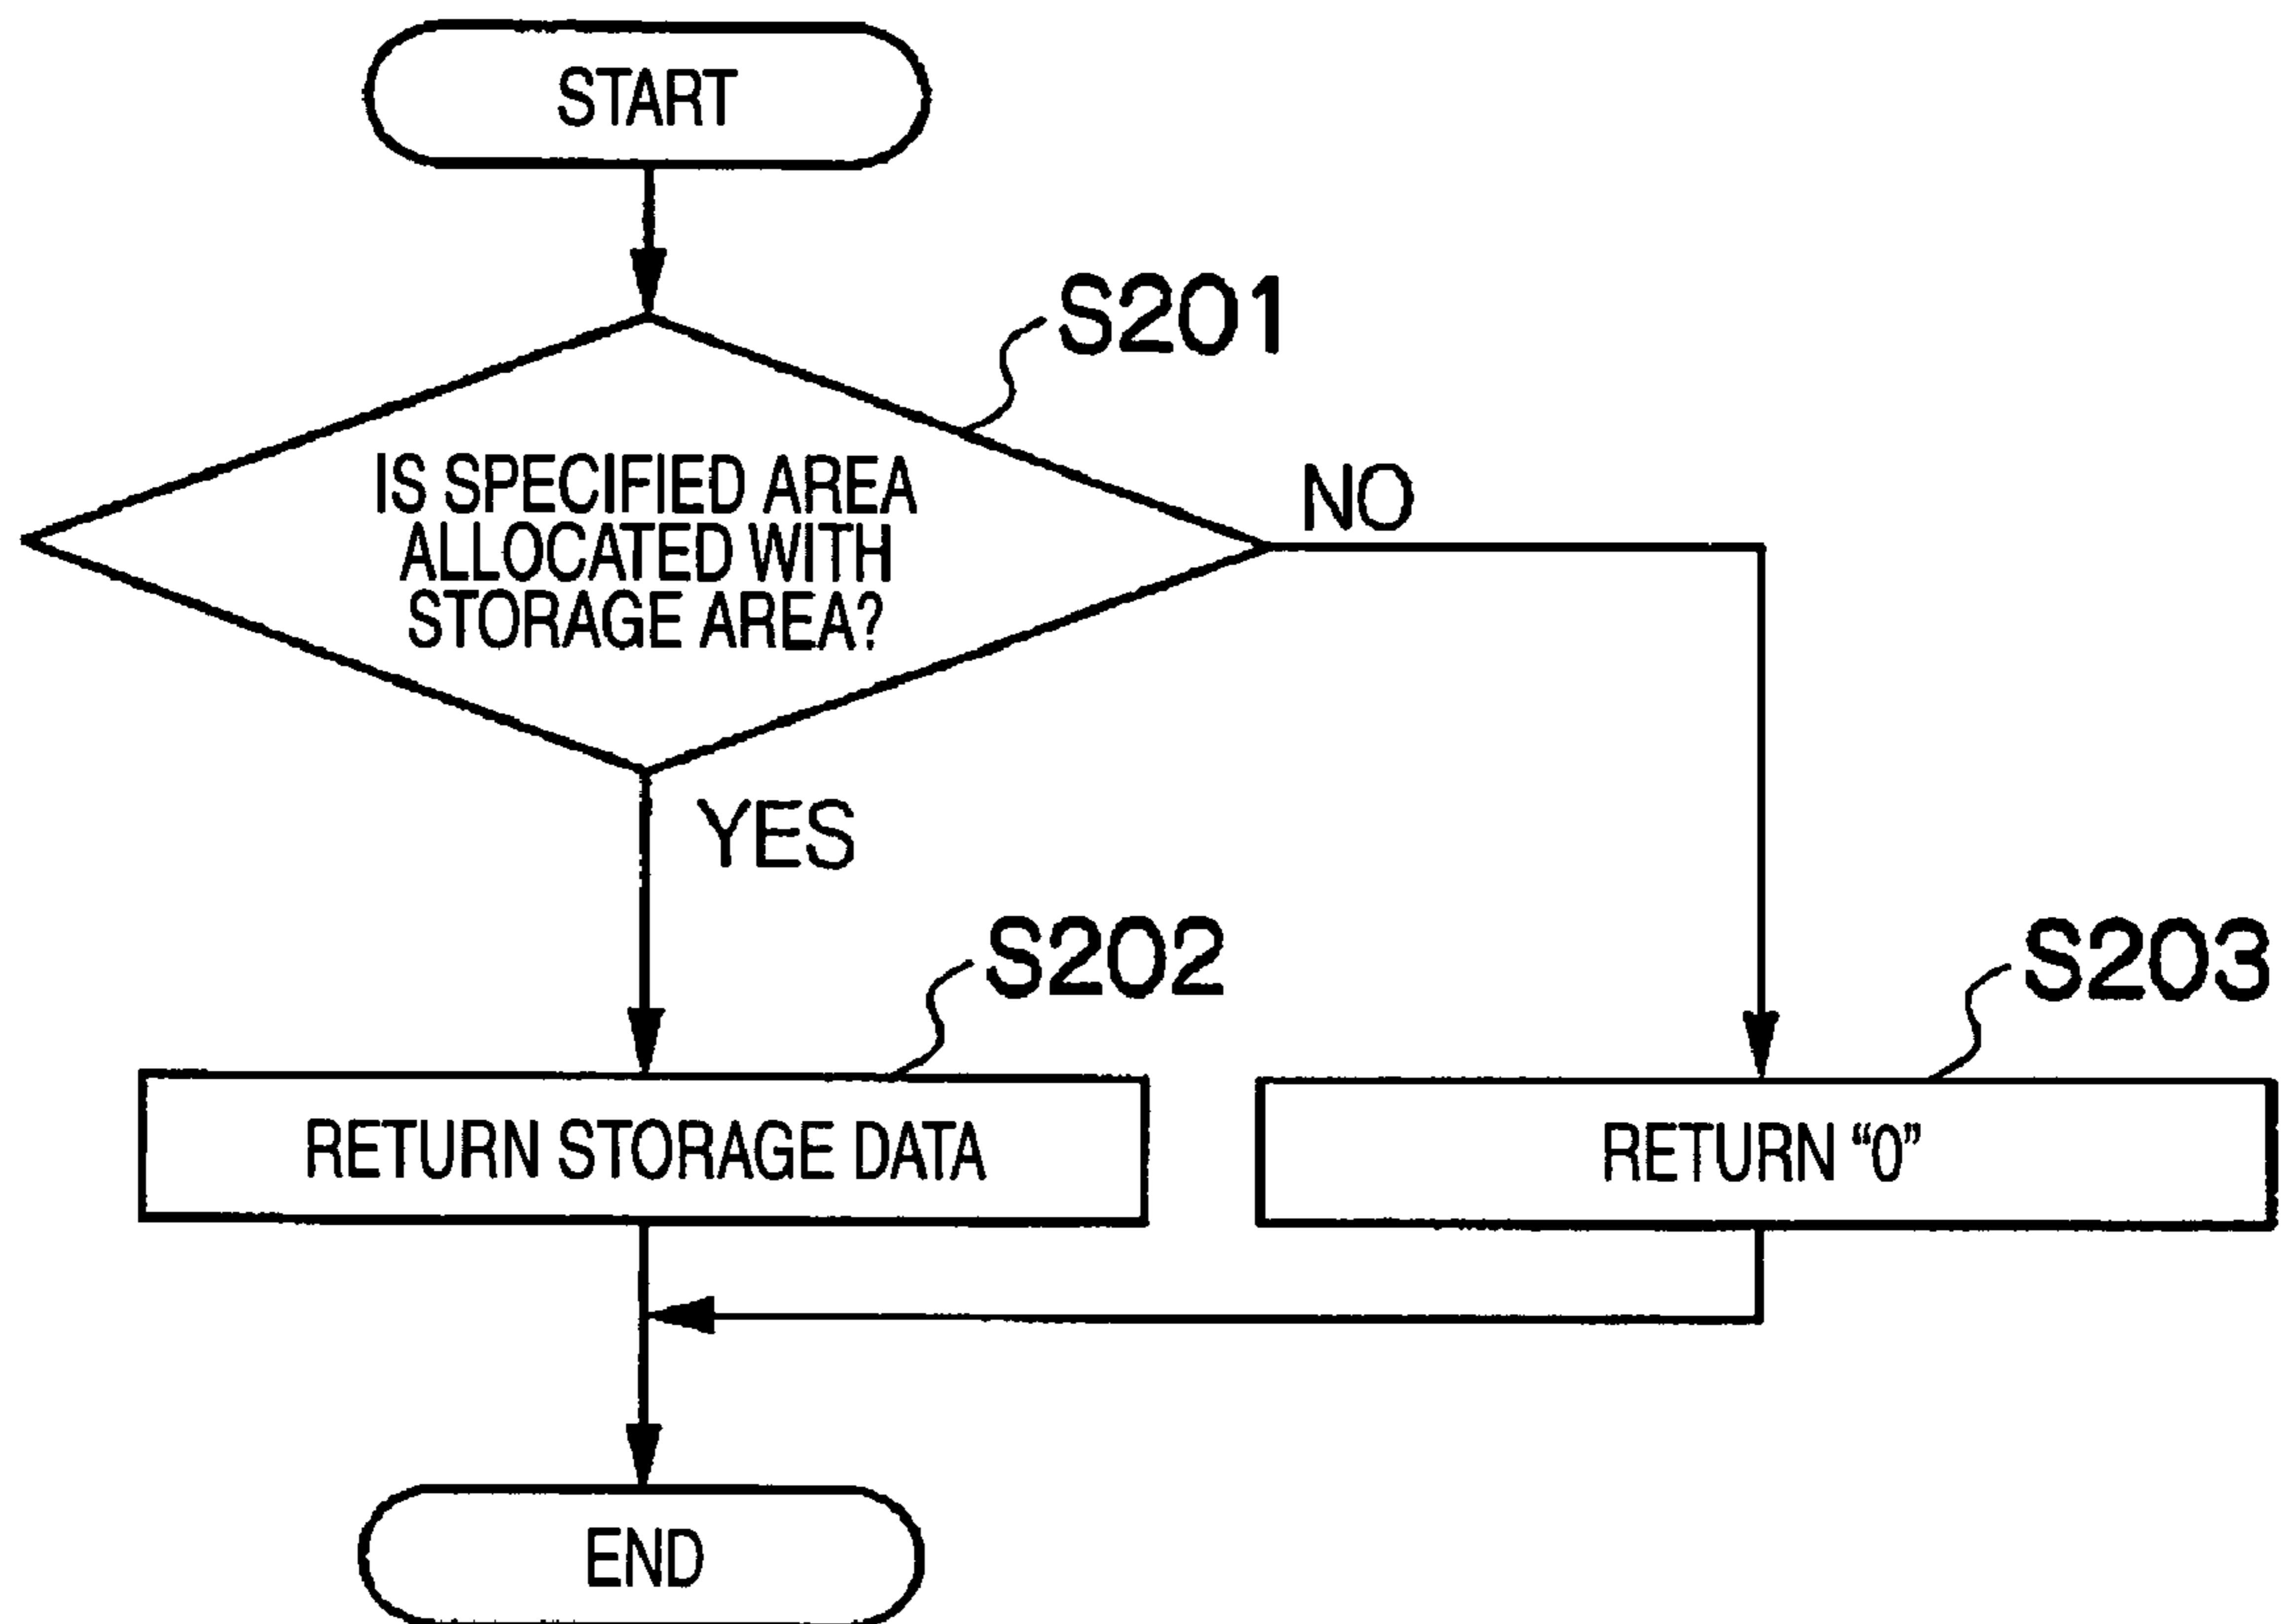 START
S201
IS SPECIFIED AREA
ALLOCATED WITH
STORAGE AREA?
NO
YES
S202
S203
RETURN STORAGE DATA
RETURN “0”
END